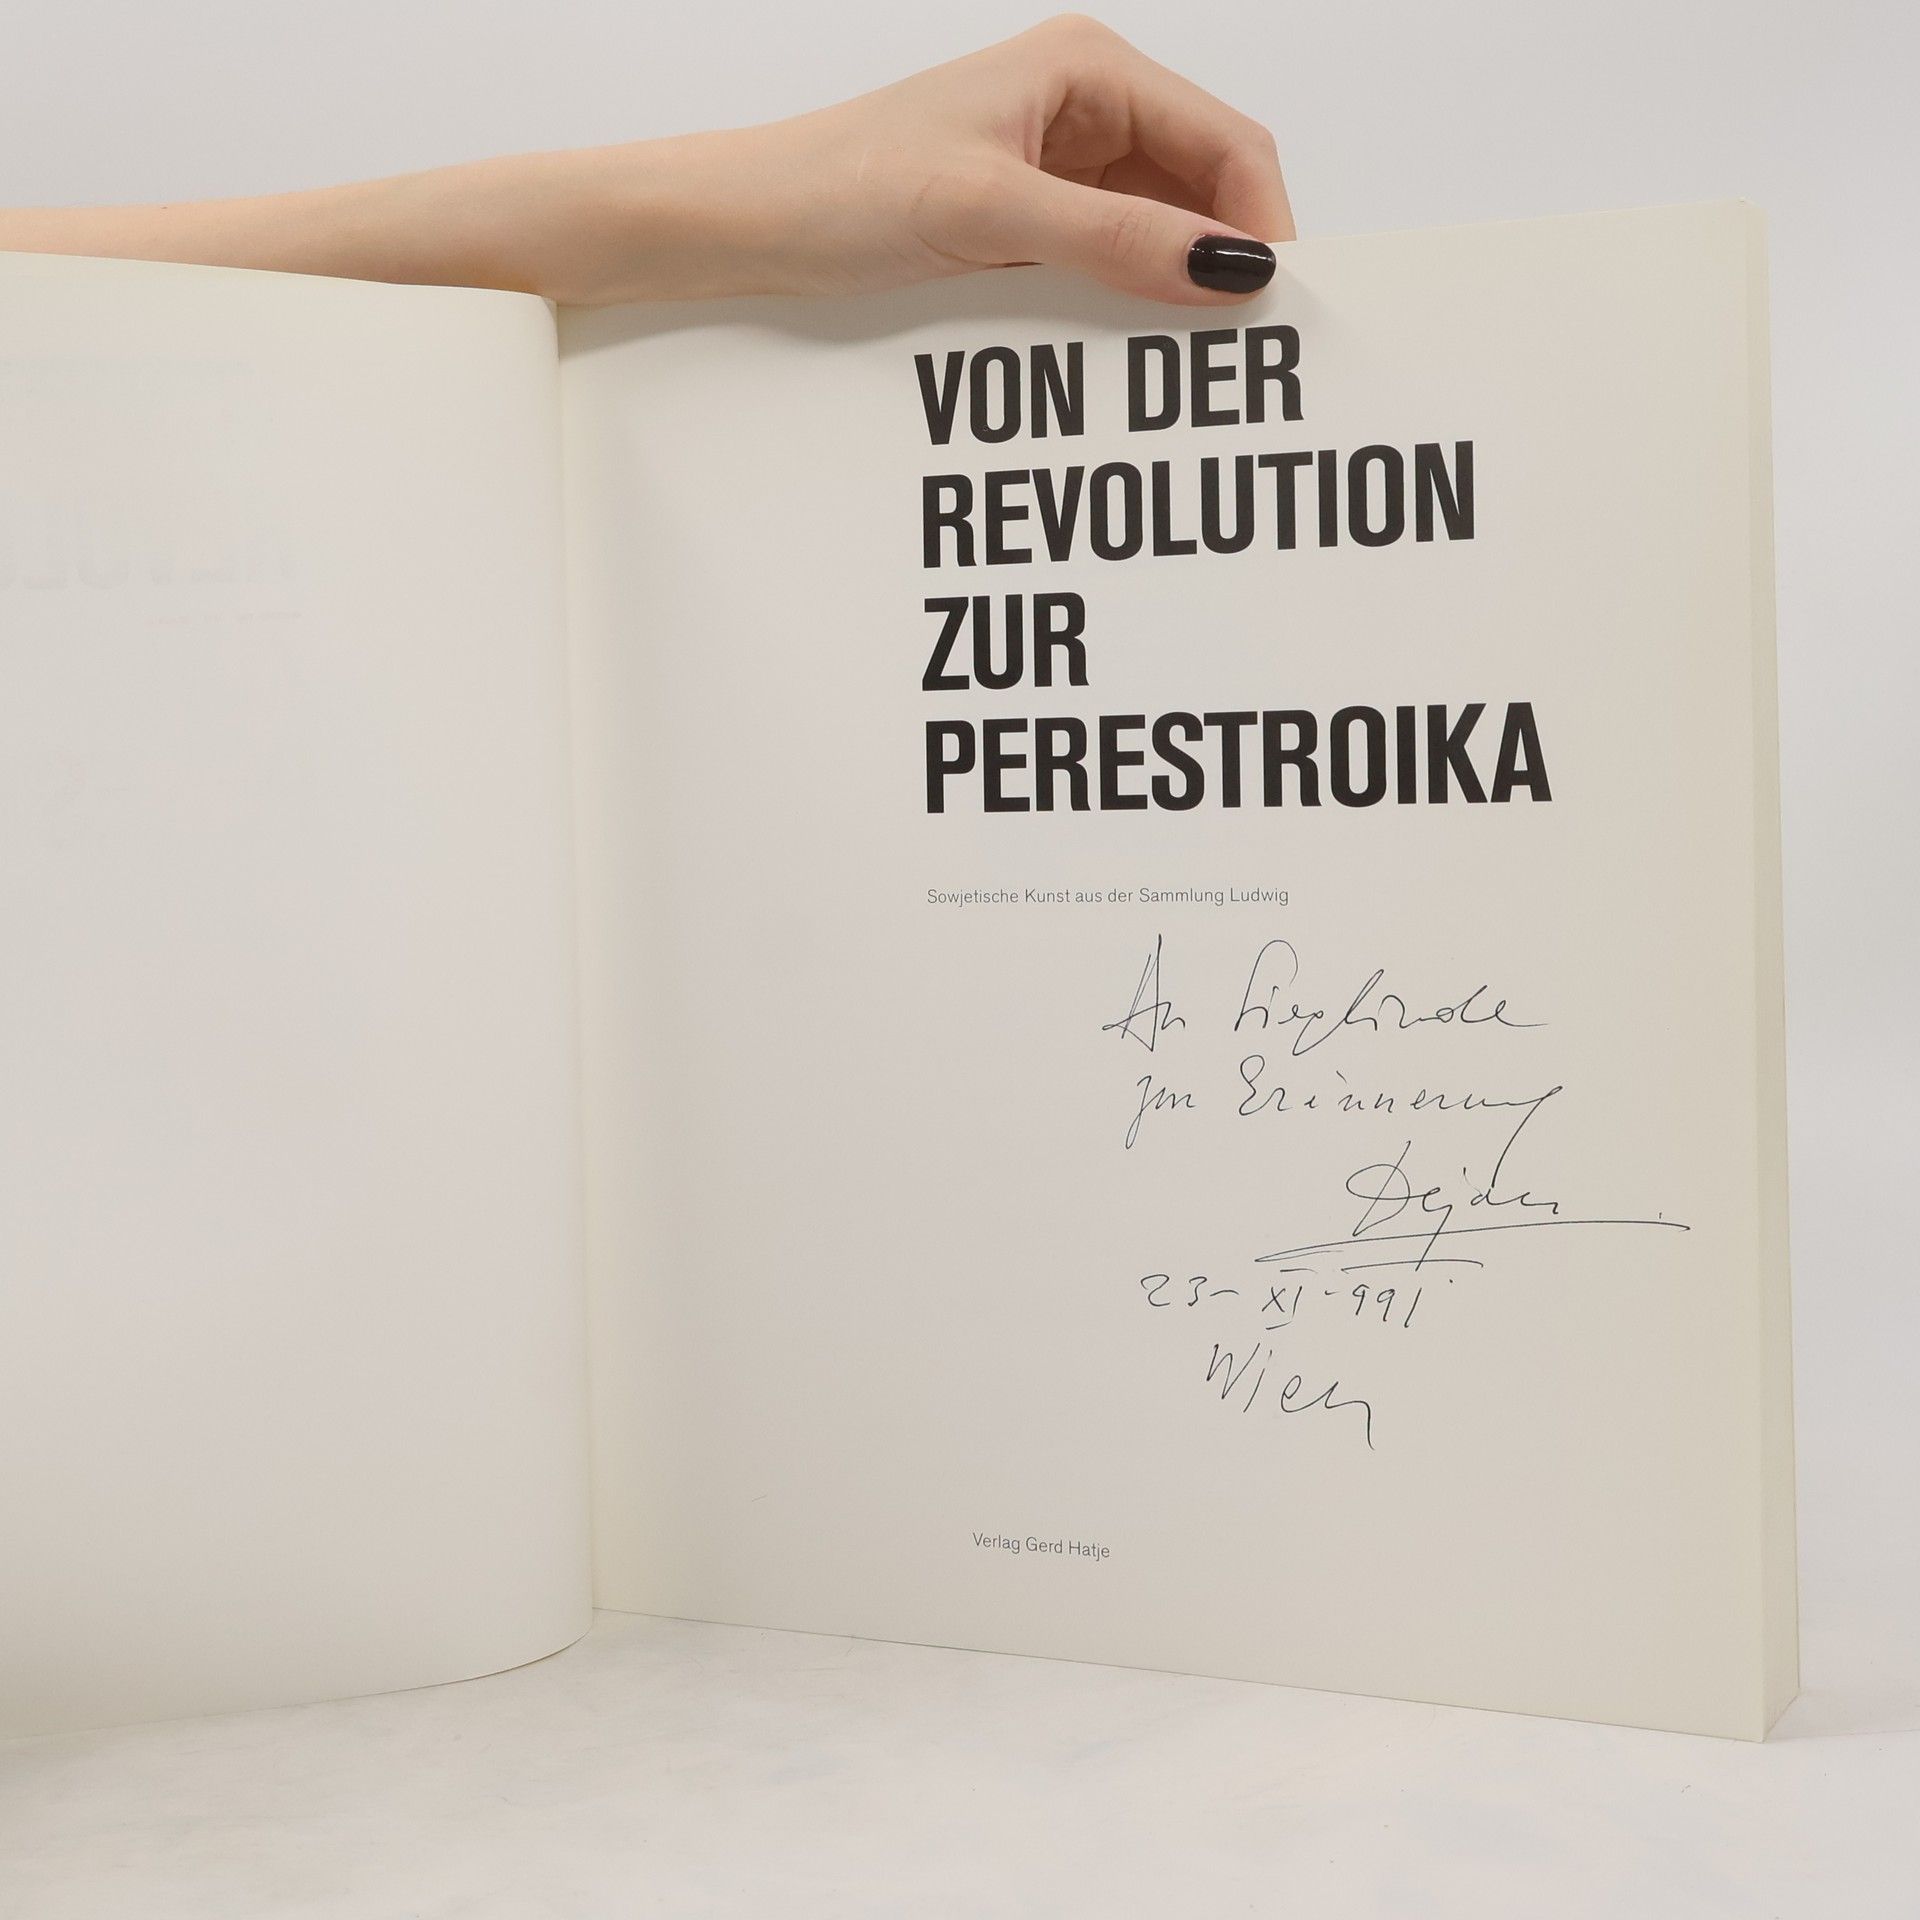 VON DER
REVOLUTION
ZUR
PERESTROIKA
Sowjetische Kunst aus der Sammlung Ludwig
An Sieglinde
zur Erinnerung
Dejan
23-XI-991
Wien
Verlag Gerd Hatje